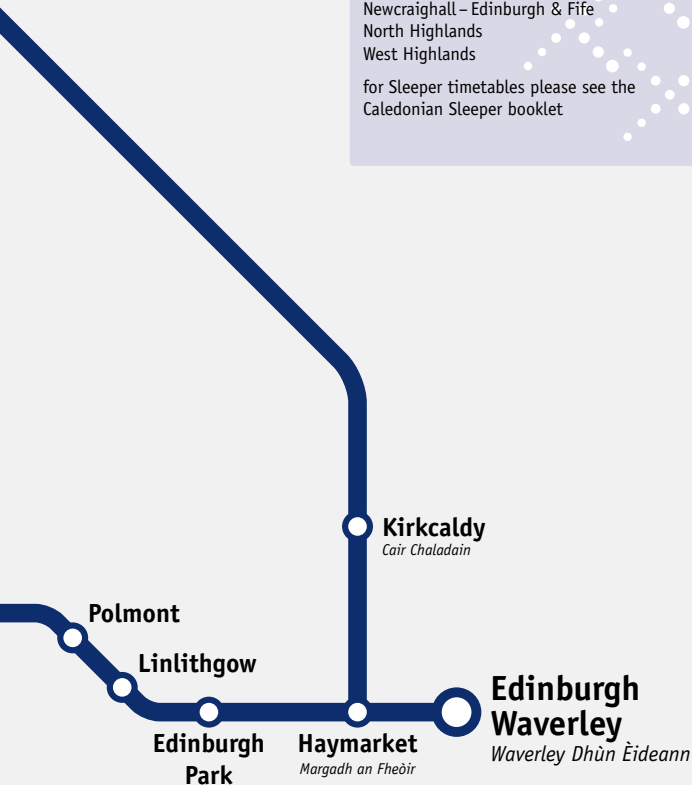 Newcraighall – Edinburgh & Fife
North Highlands
West Highlands
for Sleeper timetables please see the
Caledonian Sleeper booklet
Kirkcaldy
Cair Chaladain
Polmont
Linlithgow
Edinburgh
Park
Haymarket
Margadh an Fheòir
Edinburgh
Waverley
Waverley Dhùn Èideann